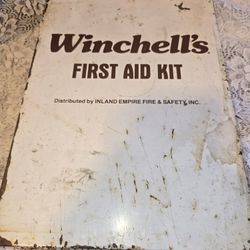 Winchell's
FIRST AID KIT
Distributed by INLAND EMPIRE FIRE & SAFETY, INC.